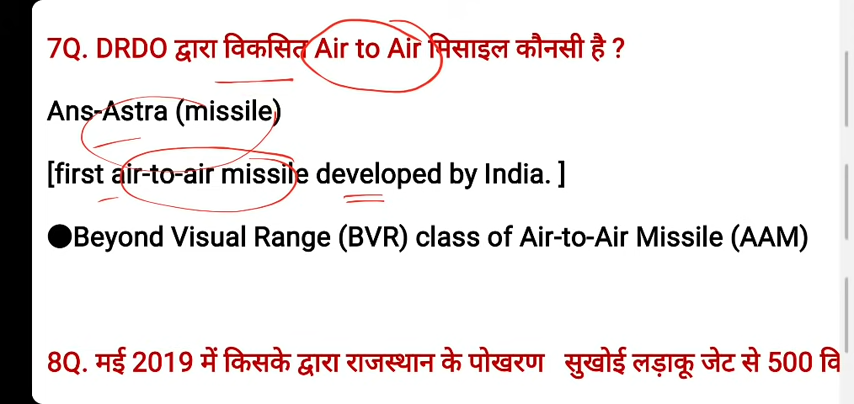 7Q. DRDO द्वारा विकसित Air to Air मिसाइल कौनसी है ?
Ans-Astra (missile)
[first air-to-air missile developed by India. ]
●Beyond Visual Range (BVR) class of Air-to-Air Missile (AAM)
8Q. मई 2019 में किसके द्वारा राजस्थान के पोखरण सुखोई लड़ाकू जेट से 500 वि